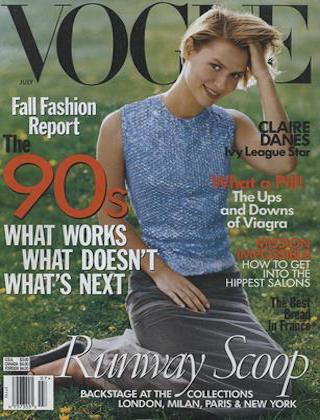 VOGUE
JULY
Fall Fashion
Report
The
90s
WHAT WORKS
WHAT DOESN'T
WHAT'S NEXT
CLAIRE
DANES
Ivy League Star
What a Pill!
The Ups
and Downs
of Viagra
MISSION
IMPOSSIBLE
HOW TO GET
INTO THE
HIPPEST SALONS
The Best
Bread
In France
Runway Scoop
BACKSTAGE AT THE COLLECTIONS
LONDON, MILAN, PARIS & NEW YORK